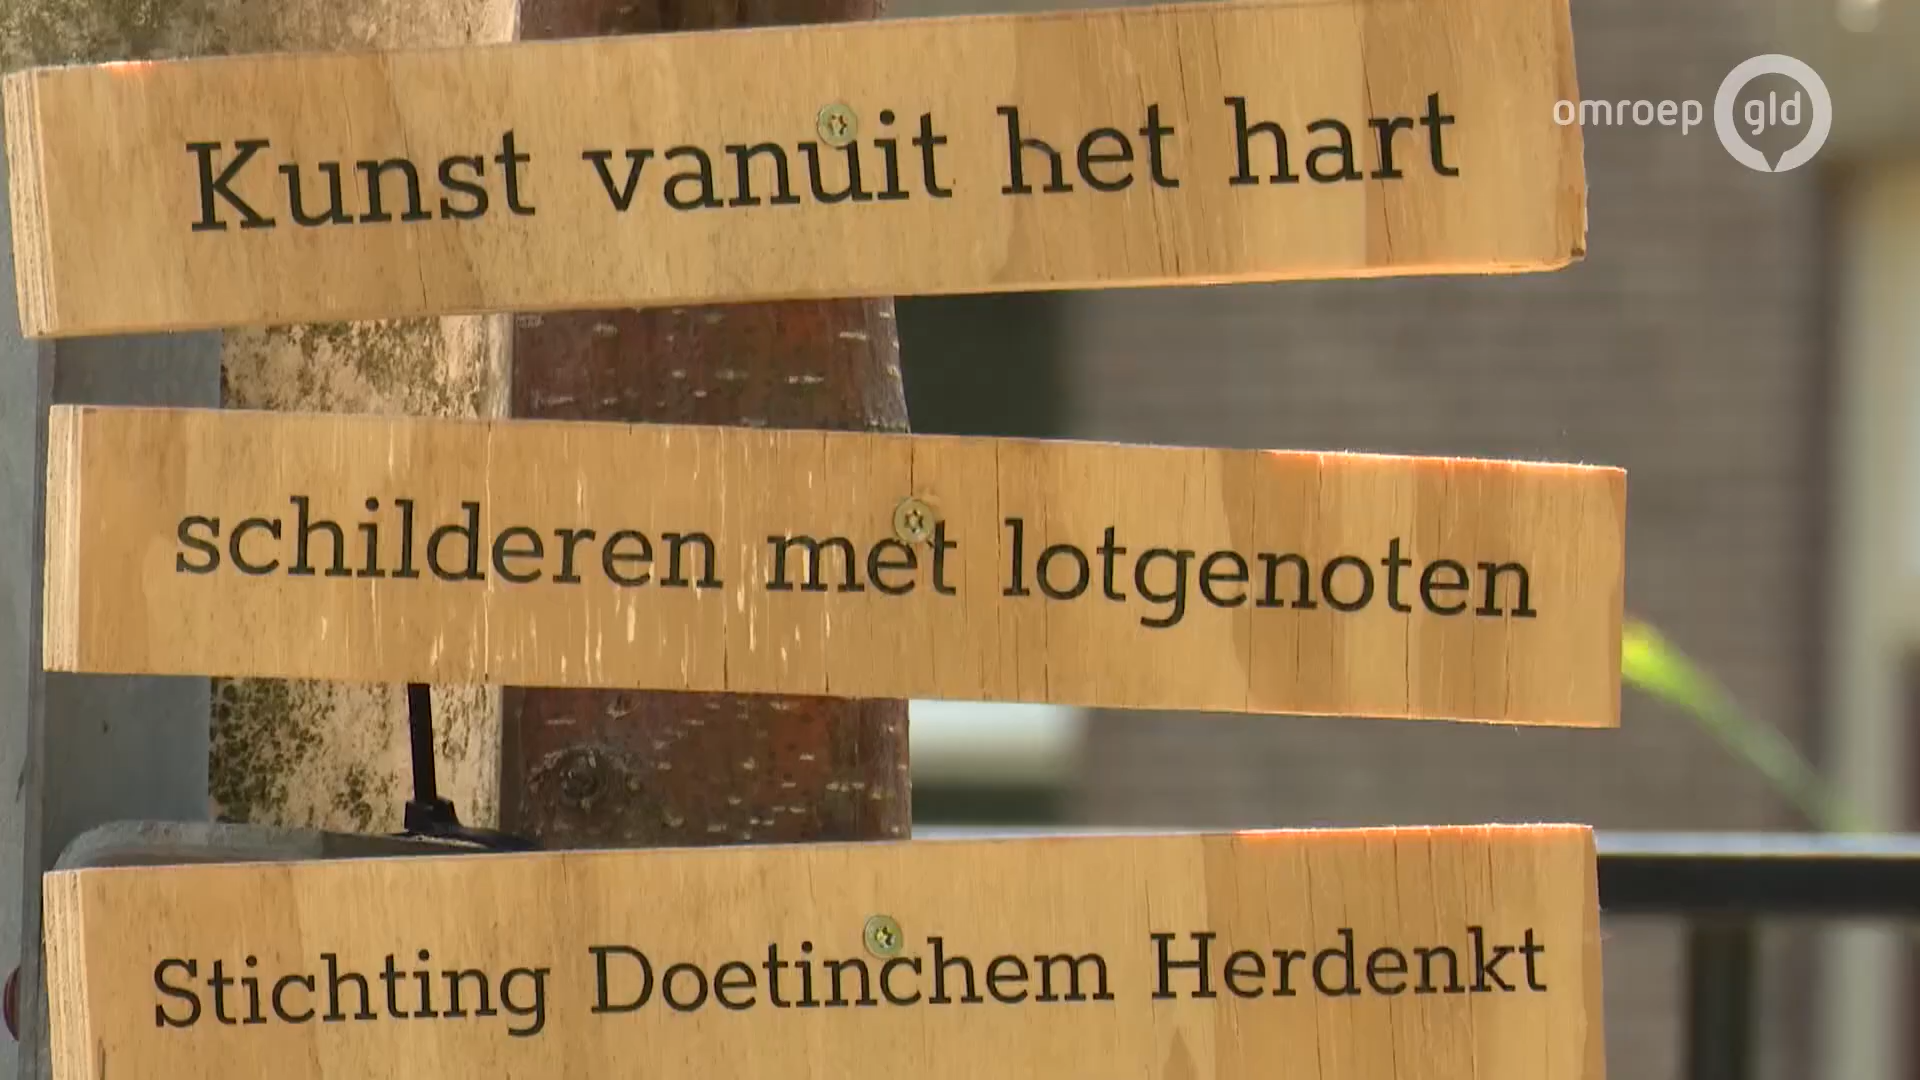 omroep gld
Kunst vanuit het hart
schilderen met lotgenoten
Stichting Doetinchem Herdenkt